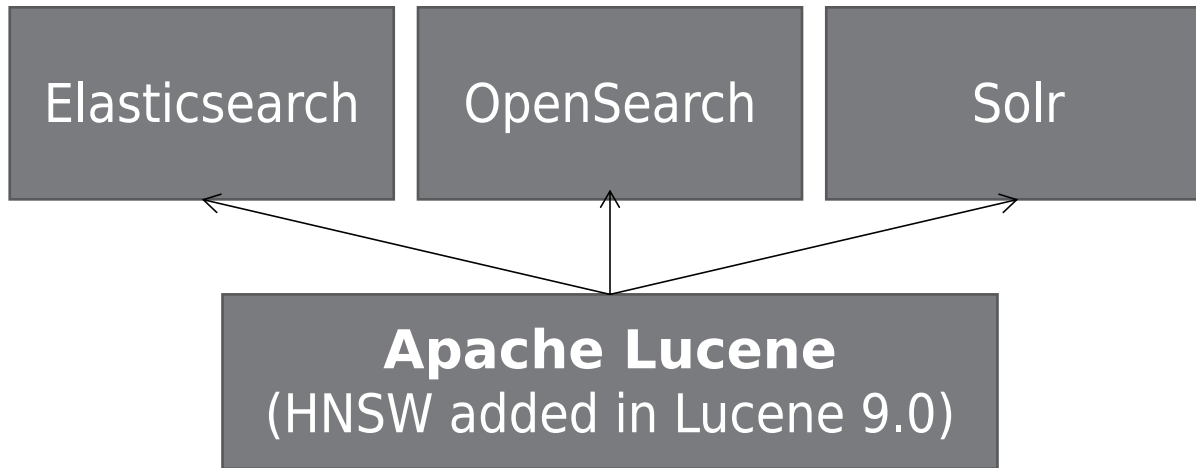 Elasticsearch
OpenSearch
Solr
Apache Lucene
(HNSW added in Lucene 9.0)